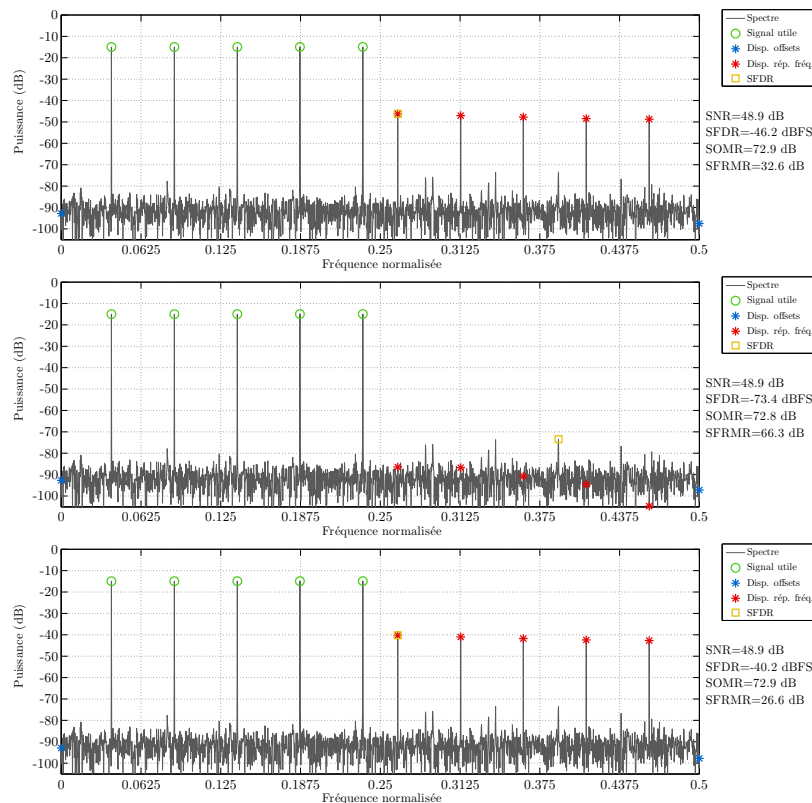 0
-10
-20
-30
-40
-50
-60
-70
-80
-90
-100
Puissance (dB)
0 0.0625 0.125 0.1875 0.25 0.3125 0.375 0.4375 0.5
Fréquence normalisée
Spectre
Signal utile
Disp. offsets
Disp. rép. fréq.
SFDR
SNR=48.9 dB
SFDR=-46.2 dBFS
SOMR=72.9 dB
SFRMR=32.6 dB
0
-10
-20
-30
-40
-50
-60
-70
-80
-90
-100
Puissance (dB)
0 0.0625 0.125 0.1875 0.25 0.3125 0.375 0.4375 0.5
Fréquence normalisée
Spectre
Signal utile
Disp. offsets
Disp. rép. fréq.
SFDR
SNR=48.9 dB
SFDR=-73.4 dBFS
SOMR=72.8 dB
SFRMR=66.3 dB
0
-10
-20
-30
-40
-50
-60
-70
-80
-90
-100
Puissance (dB)
0 0.0625 0.125 0.1875 0.25 0.3125 0.375 0.4375 0.5
Fréquence normalisée
Spectre
Signal utile
Disp. offsets
Disp. rép. fréq.
SFDR
SNR=48.9 dB
SFDR=-40.2 dBFS
SOMR=72.9 dB
SFRMR=26.6 dB